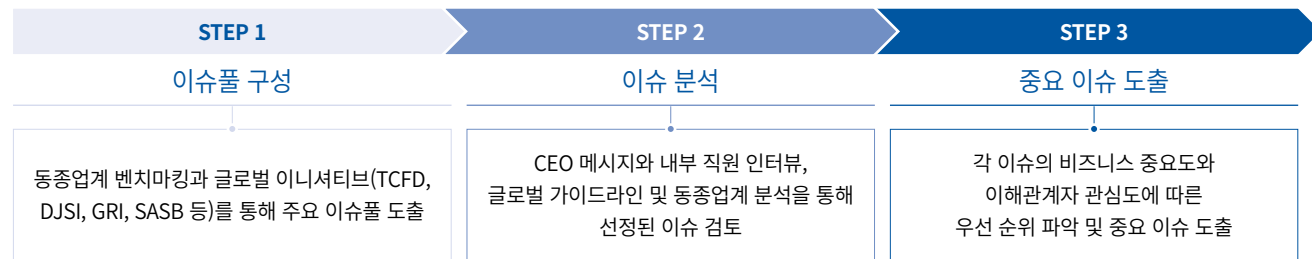 STEP 1
STEP 2
STEP 3
이슈풀 구성
이슈 분석
중요 이슈 도출
동종업계 벤치마킹과 글로벌 이니셔티브(TCFD,
DJSI, GRI, SASB 등)를 통해 주요 이슈풀 도출
CEO 메시지와 내부 직원 인터뷰,
글로벌 가이드라인 및 동종업계 분석을 통해
선정된 이슈 검토
각 이슈의 비즈니스 중요도와
이해관계자 관심도에 따른
우선 순위 파악 및 중요 이슈 도출